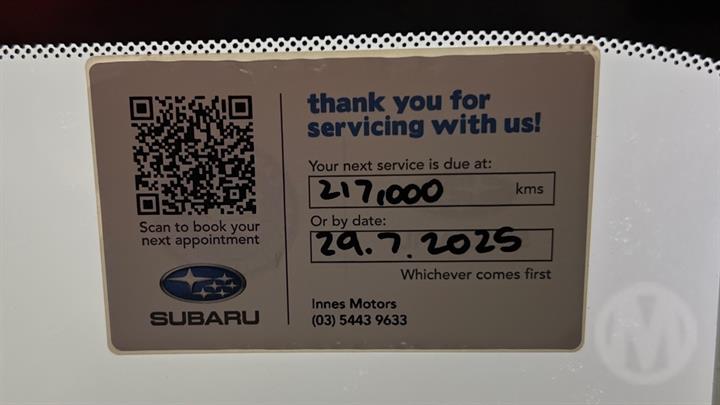 thank you for
servicing with us!
Your next service is due at:
217,000 kms
Or by date:
29.7.2025
Whichever comes first
Scan to book your
next appointment
SUBARU
Innes Motors
(03) 5443 9633
M